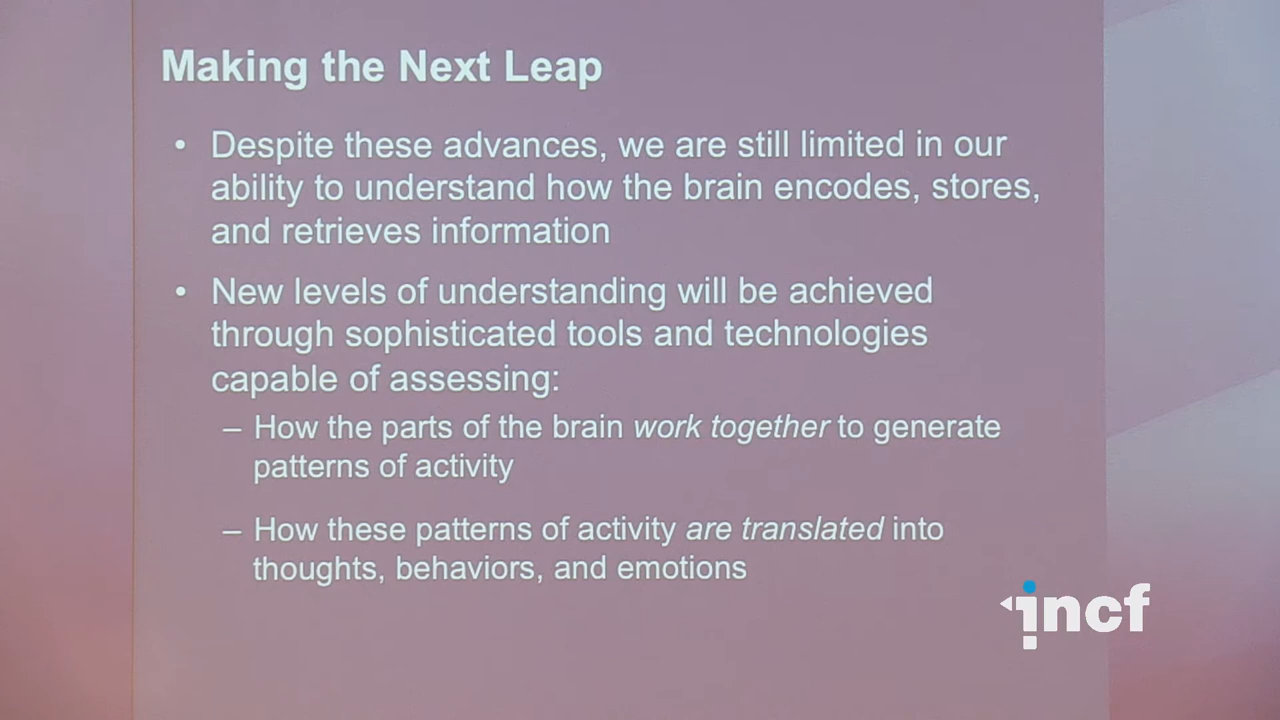 Making the Next Leap
• Despite these advances, we are still limited in our
ability to understand how the brain encodes, stores,
and retrieves information
• New levels of understanding will be achieved
through sophisticated tools and technologies
capable of assessing:
– How the parts of the brain work together to generate
patterns of activity
– How these patterns of activity are translated into
thoughts, behaviors, and emotions
incf